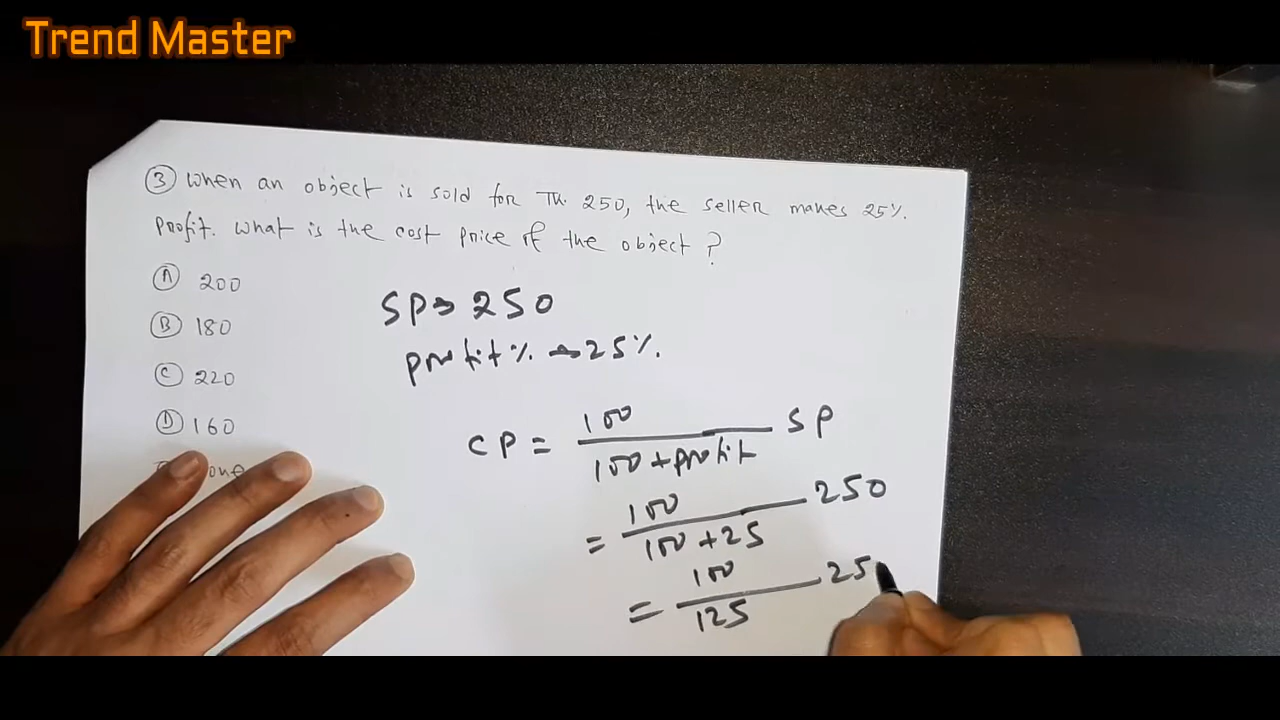 Trend Master
③ When an object is sold for Tk. 250, the seller makes 25%.
Profit. What is the cost price of the object?
Ⓐ 200
Ⓑ 180
Ⓒ 220
Ⓓ 160
SP → 250
profit% → 25%.
CP = 100 / 100 + profit SP
= 100 / 100 + 25 250
= 100 / 125 25